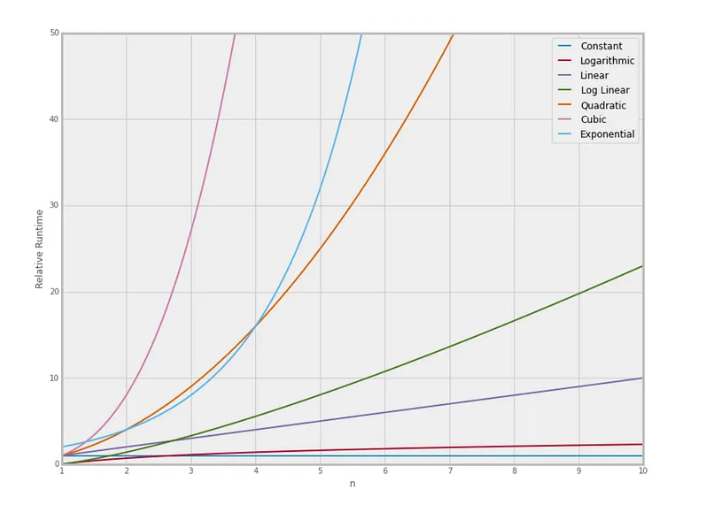 50
40
30
20
10
0
Relative Runtime
1 2 3 4 5 6 7 8 9 10
n
Constant
Logarithmic
Linear
Log Linear
Quadratic
Cubic
Exponential